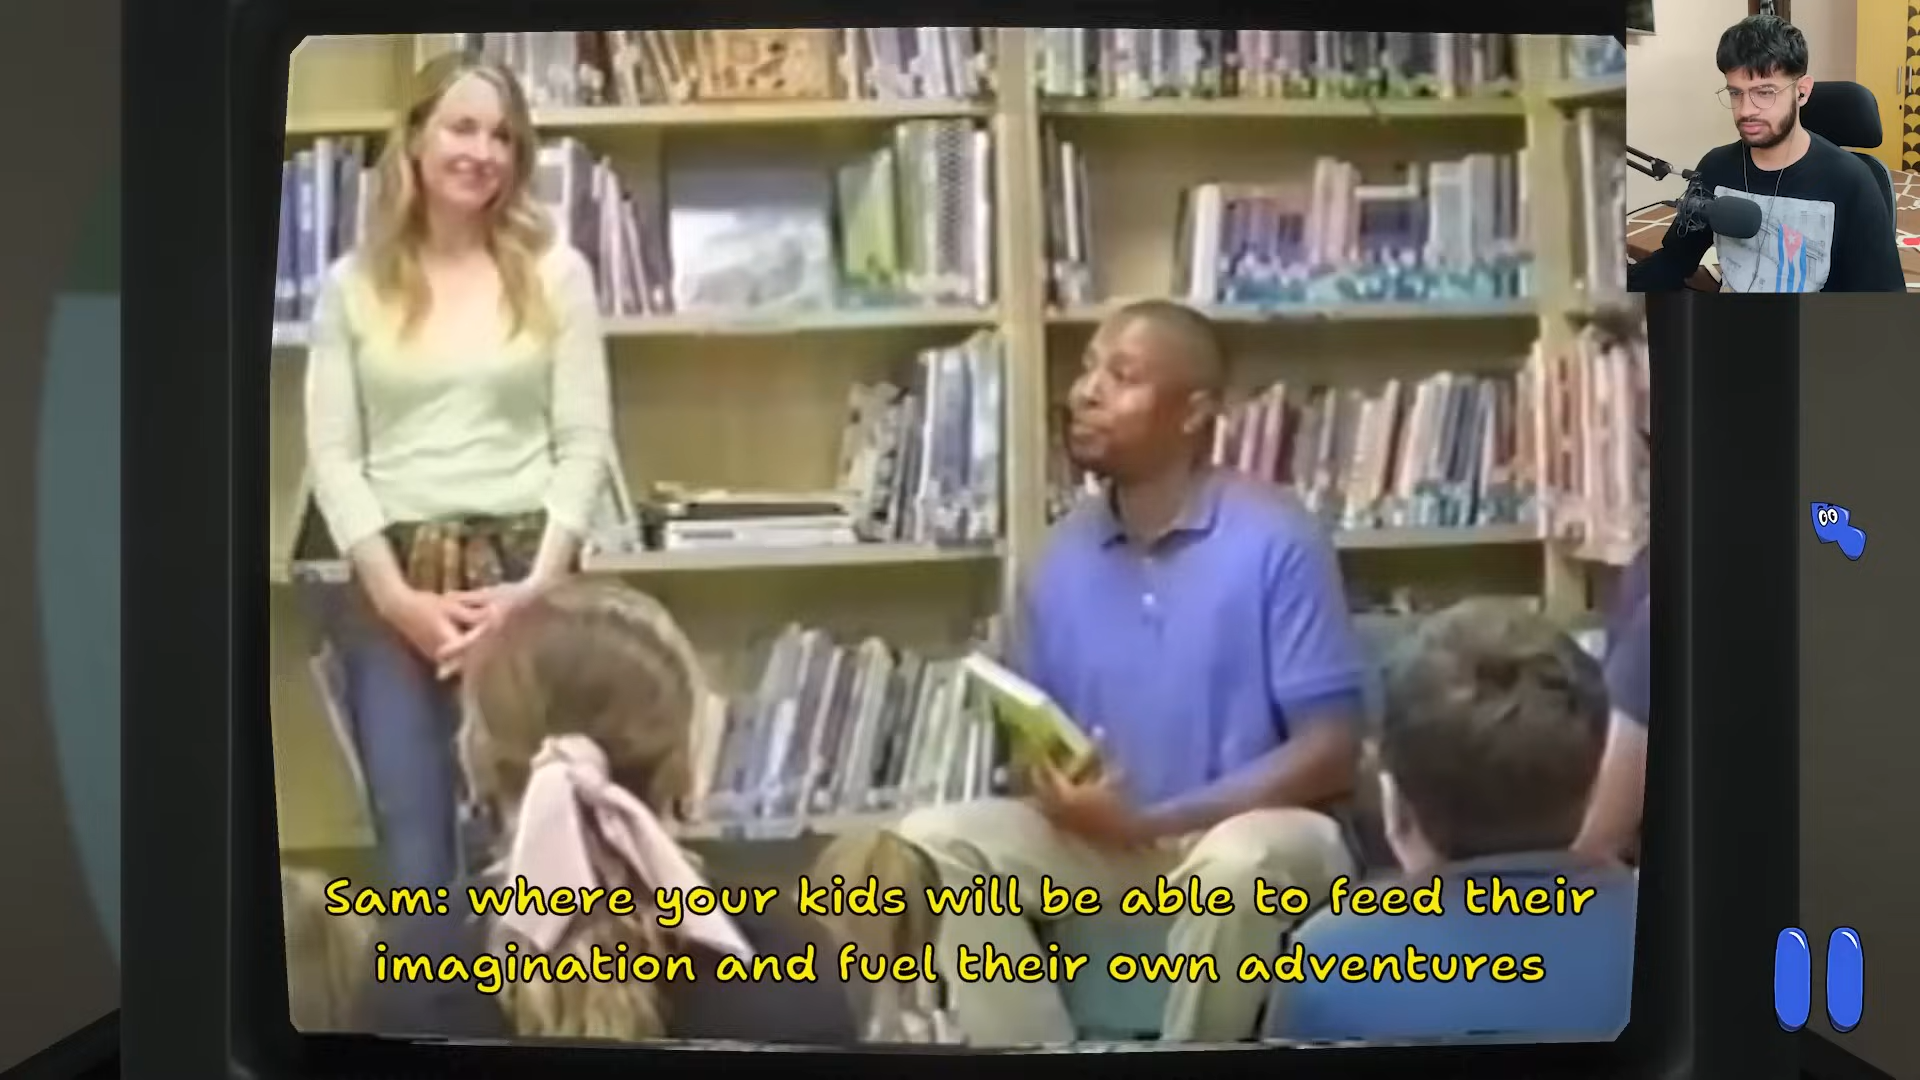 Sam: where your kids will be able to feed their
imagination and fuel their own adventures